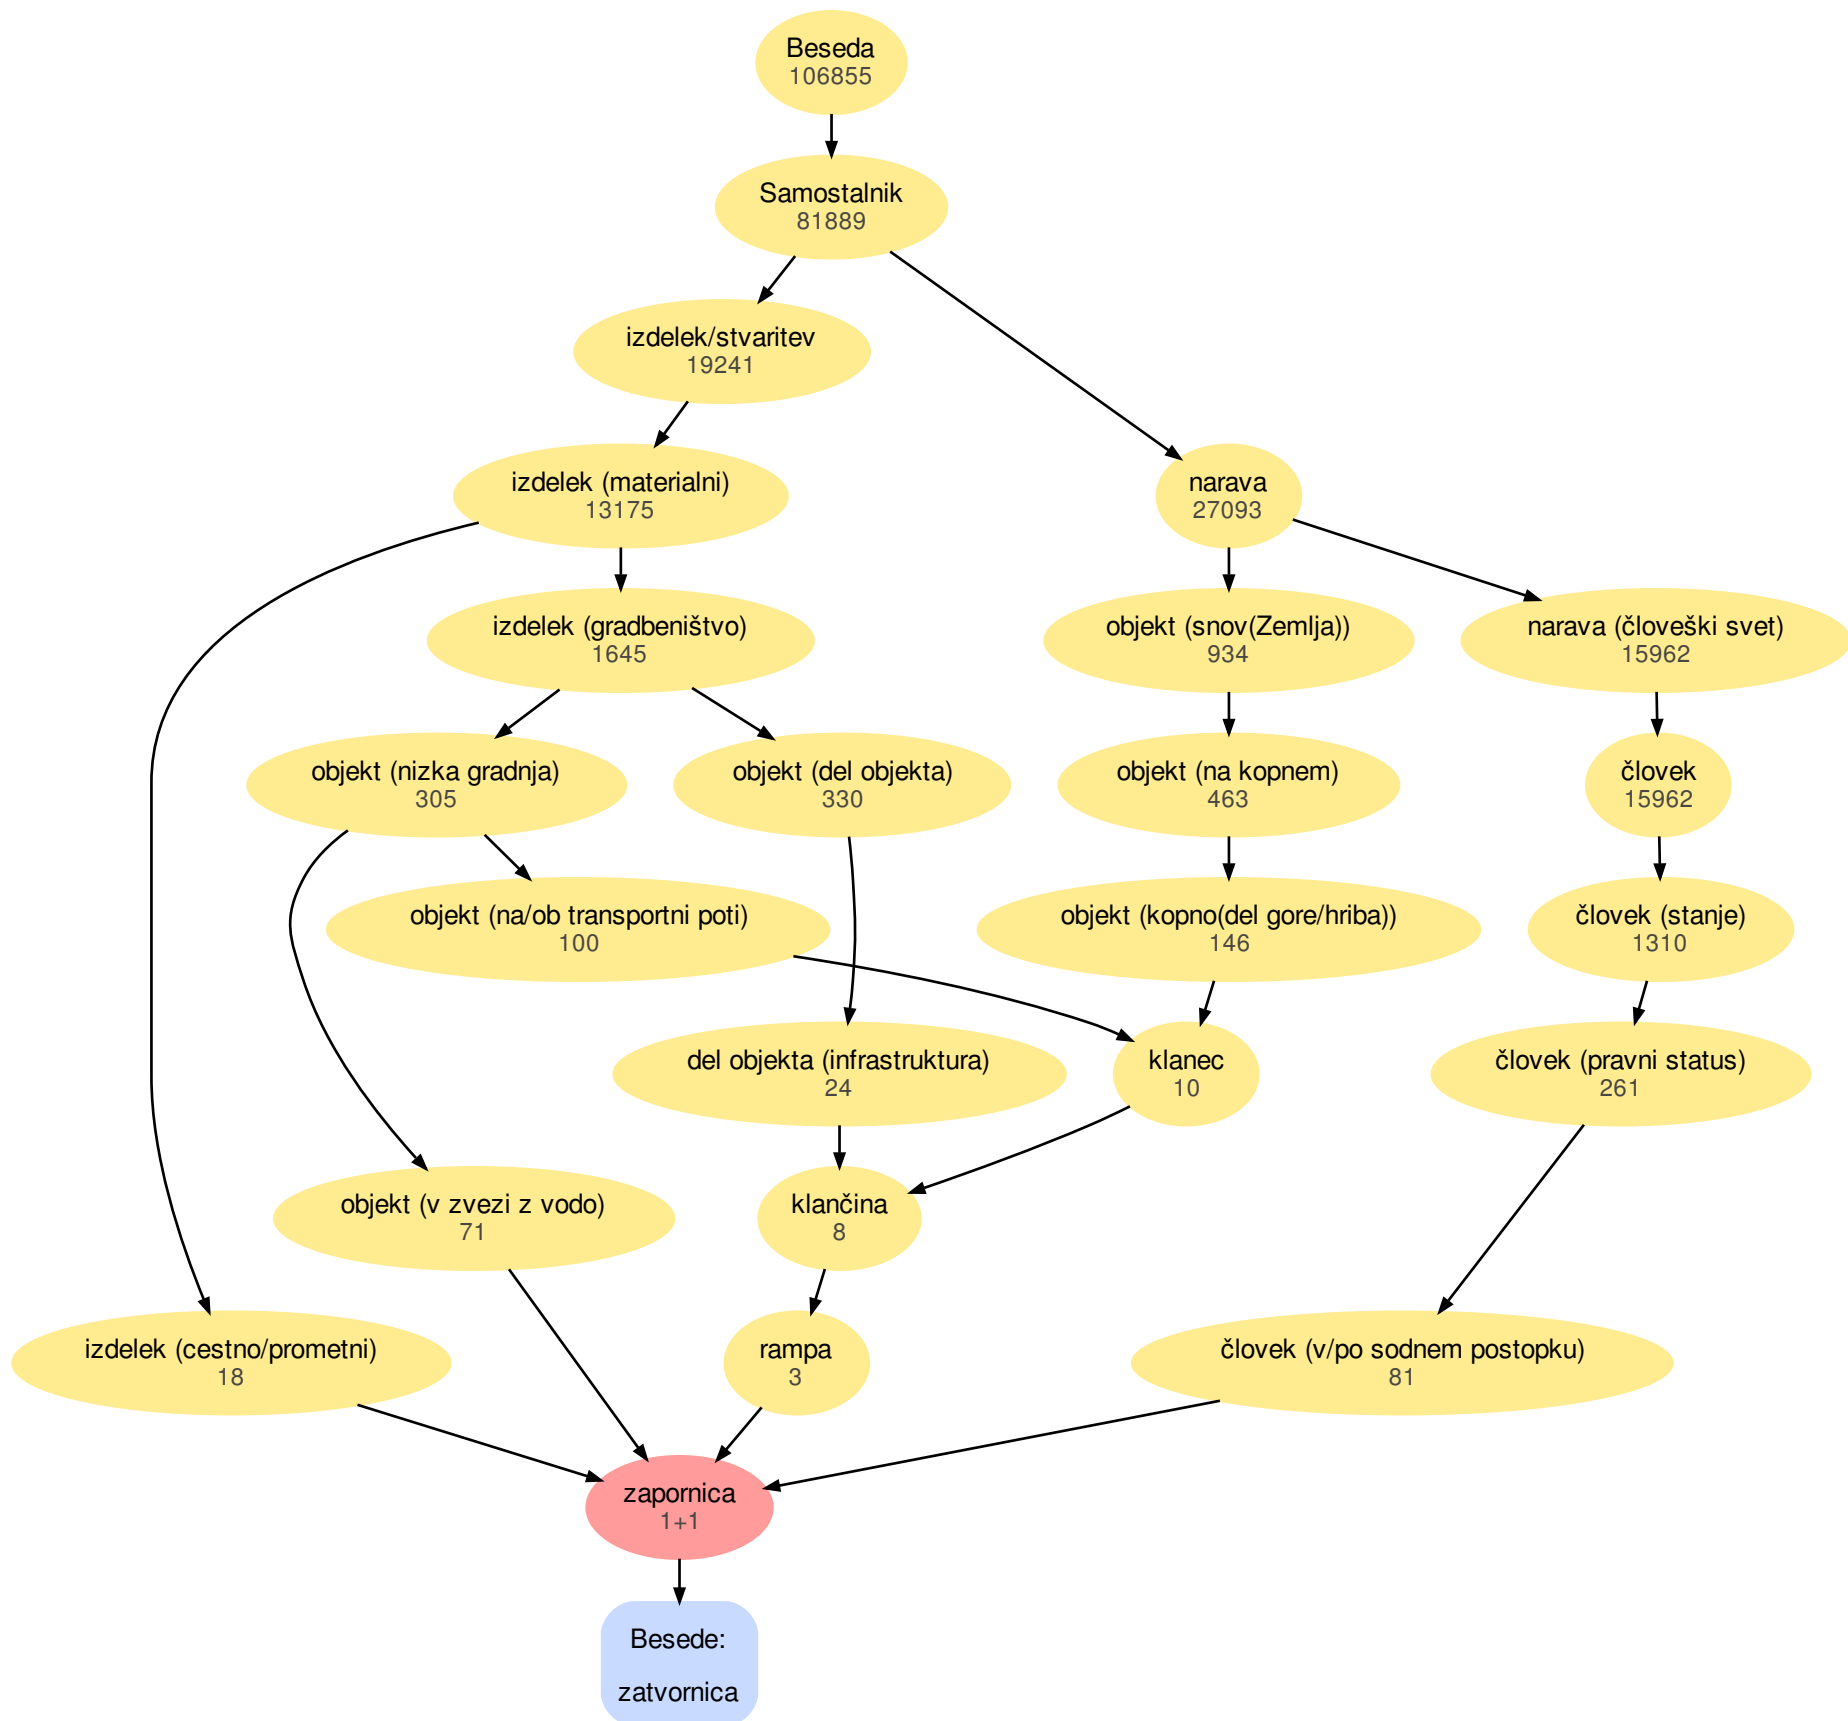 Beseda
106855
Samostalnik
81889
izdelek/stvaritev
19241
izdelek (materialni)
13175
narava
27093
izdelek (gradbeništvo)
1645
objekt (snov(Zemlja))
934
narava (človeški svet)
15962
objekt (nizka gradnja)
305
objekt (del objekta)
330
objekt (na kopnem)
463
človek
15962
objekt (na/ob transportni poti)
100
objekt (kopno(del gore/hriba))
146
človek (stanje)
1310
del objekta (infrastruktura)
24
klanec
10
človek (pravni status)
261
objekt (v zvezi z vodo)
71
klančina
8
izdelek (cestno/prometni)
18
rampa
3
človek (v/po sodnem postopku)
81
zapornica
1+1
Besede:
zatvornica